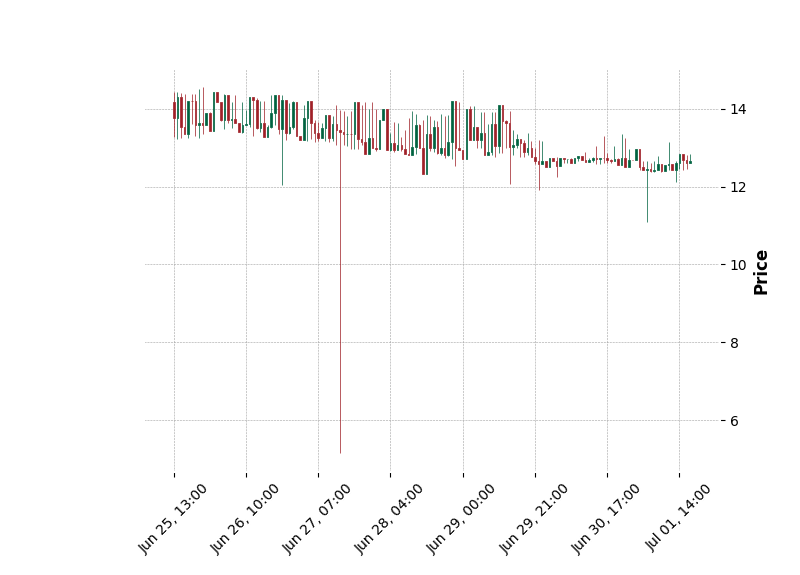 14
12
10
8
6
Price
Jun 25, 13:00
Jun 26, 10:00
Jun 27, 07:00
Jun 28, 04:00
Jun 29, 00:00
Jun 29, 21:00
Jun 30, 17:00
Jul 01, 14:00